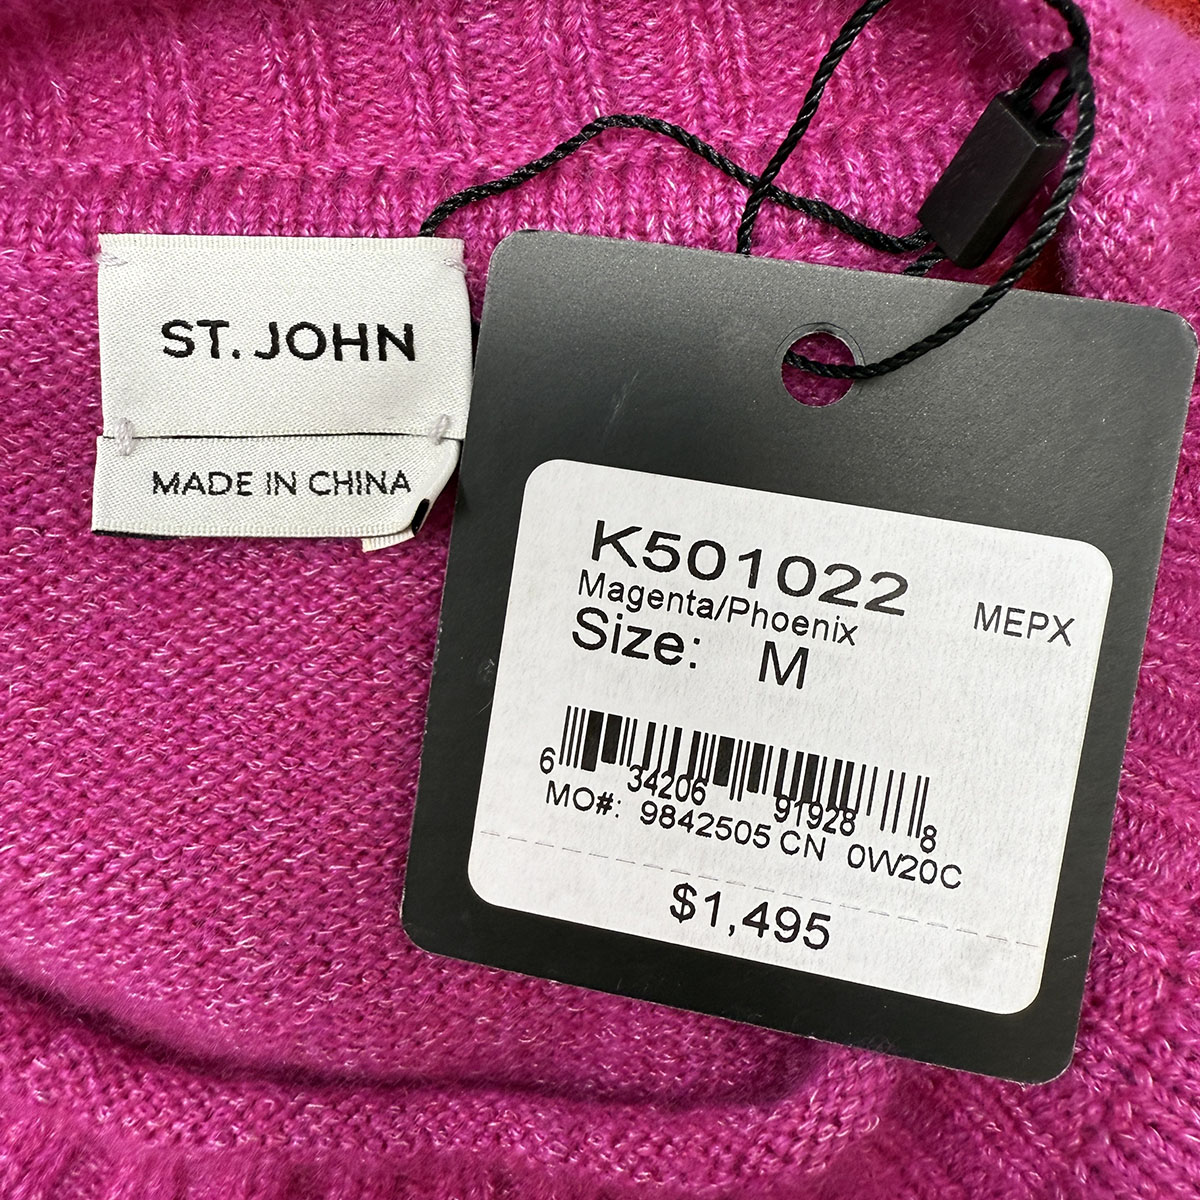 ST. JOHN
MADE IN CHINA
K501022
Magenta/Phoenix MEPX
Size: M
6 34206 91928 8
MO#: 9842505 CN 0W20C
$1,495